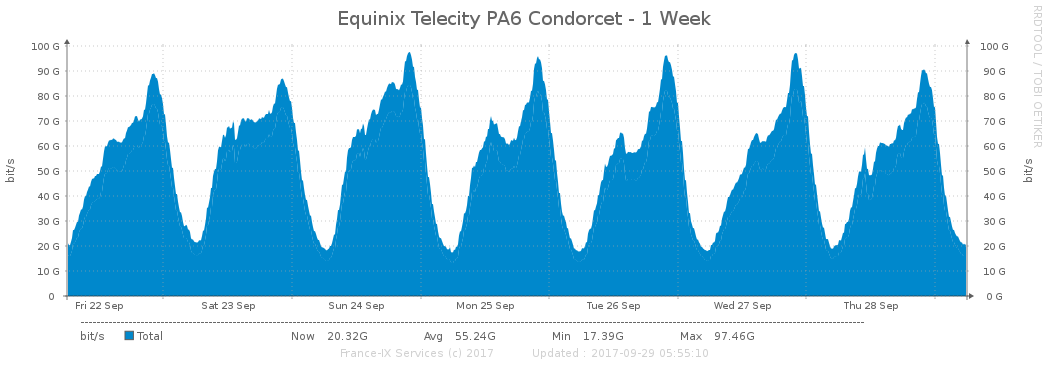 Equinix Telecity PA6 Condorcet - 1 Week
RRDTOOL / TOBI OETIKER
bit/s
100 G
90 G
80 G
70 G
60 G
50 G
40 G
30 G
20 G
10 G
0
100 G
90 G
80 G
70 G
60 G
50 G
40 G
30 G
20 G
10 G
0 G
bit/s
Fri 22 Sep Sat 23 Sep Sun 24 Sep Mon 25 Sep Tue 26 Sep Wed 27 Sep Thu 28 Sep
bit/s Total Now 20.32G Avg 55.24G Min 17.39G Max 97.46G
France-IX Services (c) 2017 Updated : 2017-09-29 05:55:10